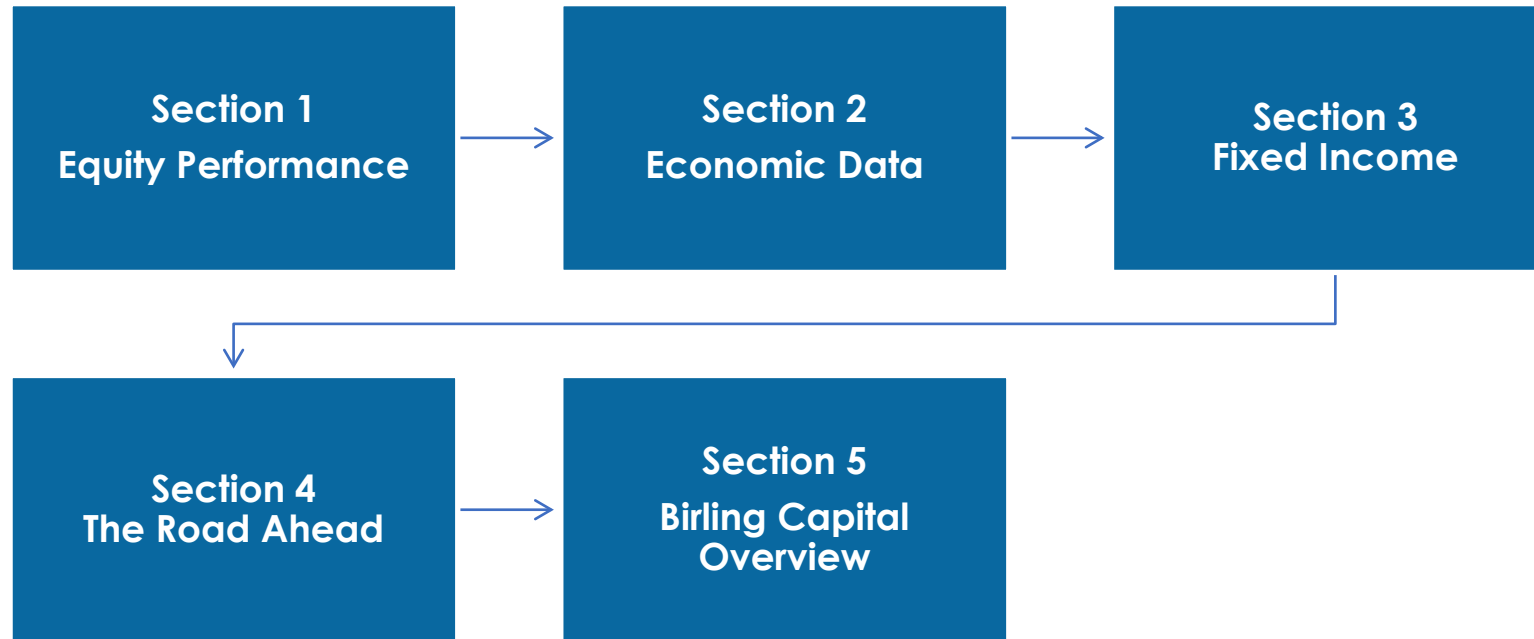 Section 1
Equity Performance
Section 2
Economic Data
Section 3
Fixed Income
Section 4
The Road Ahead
Section 5
Birling Capital
Overview